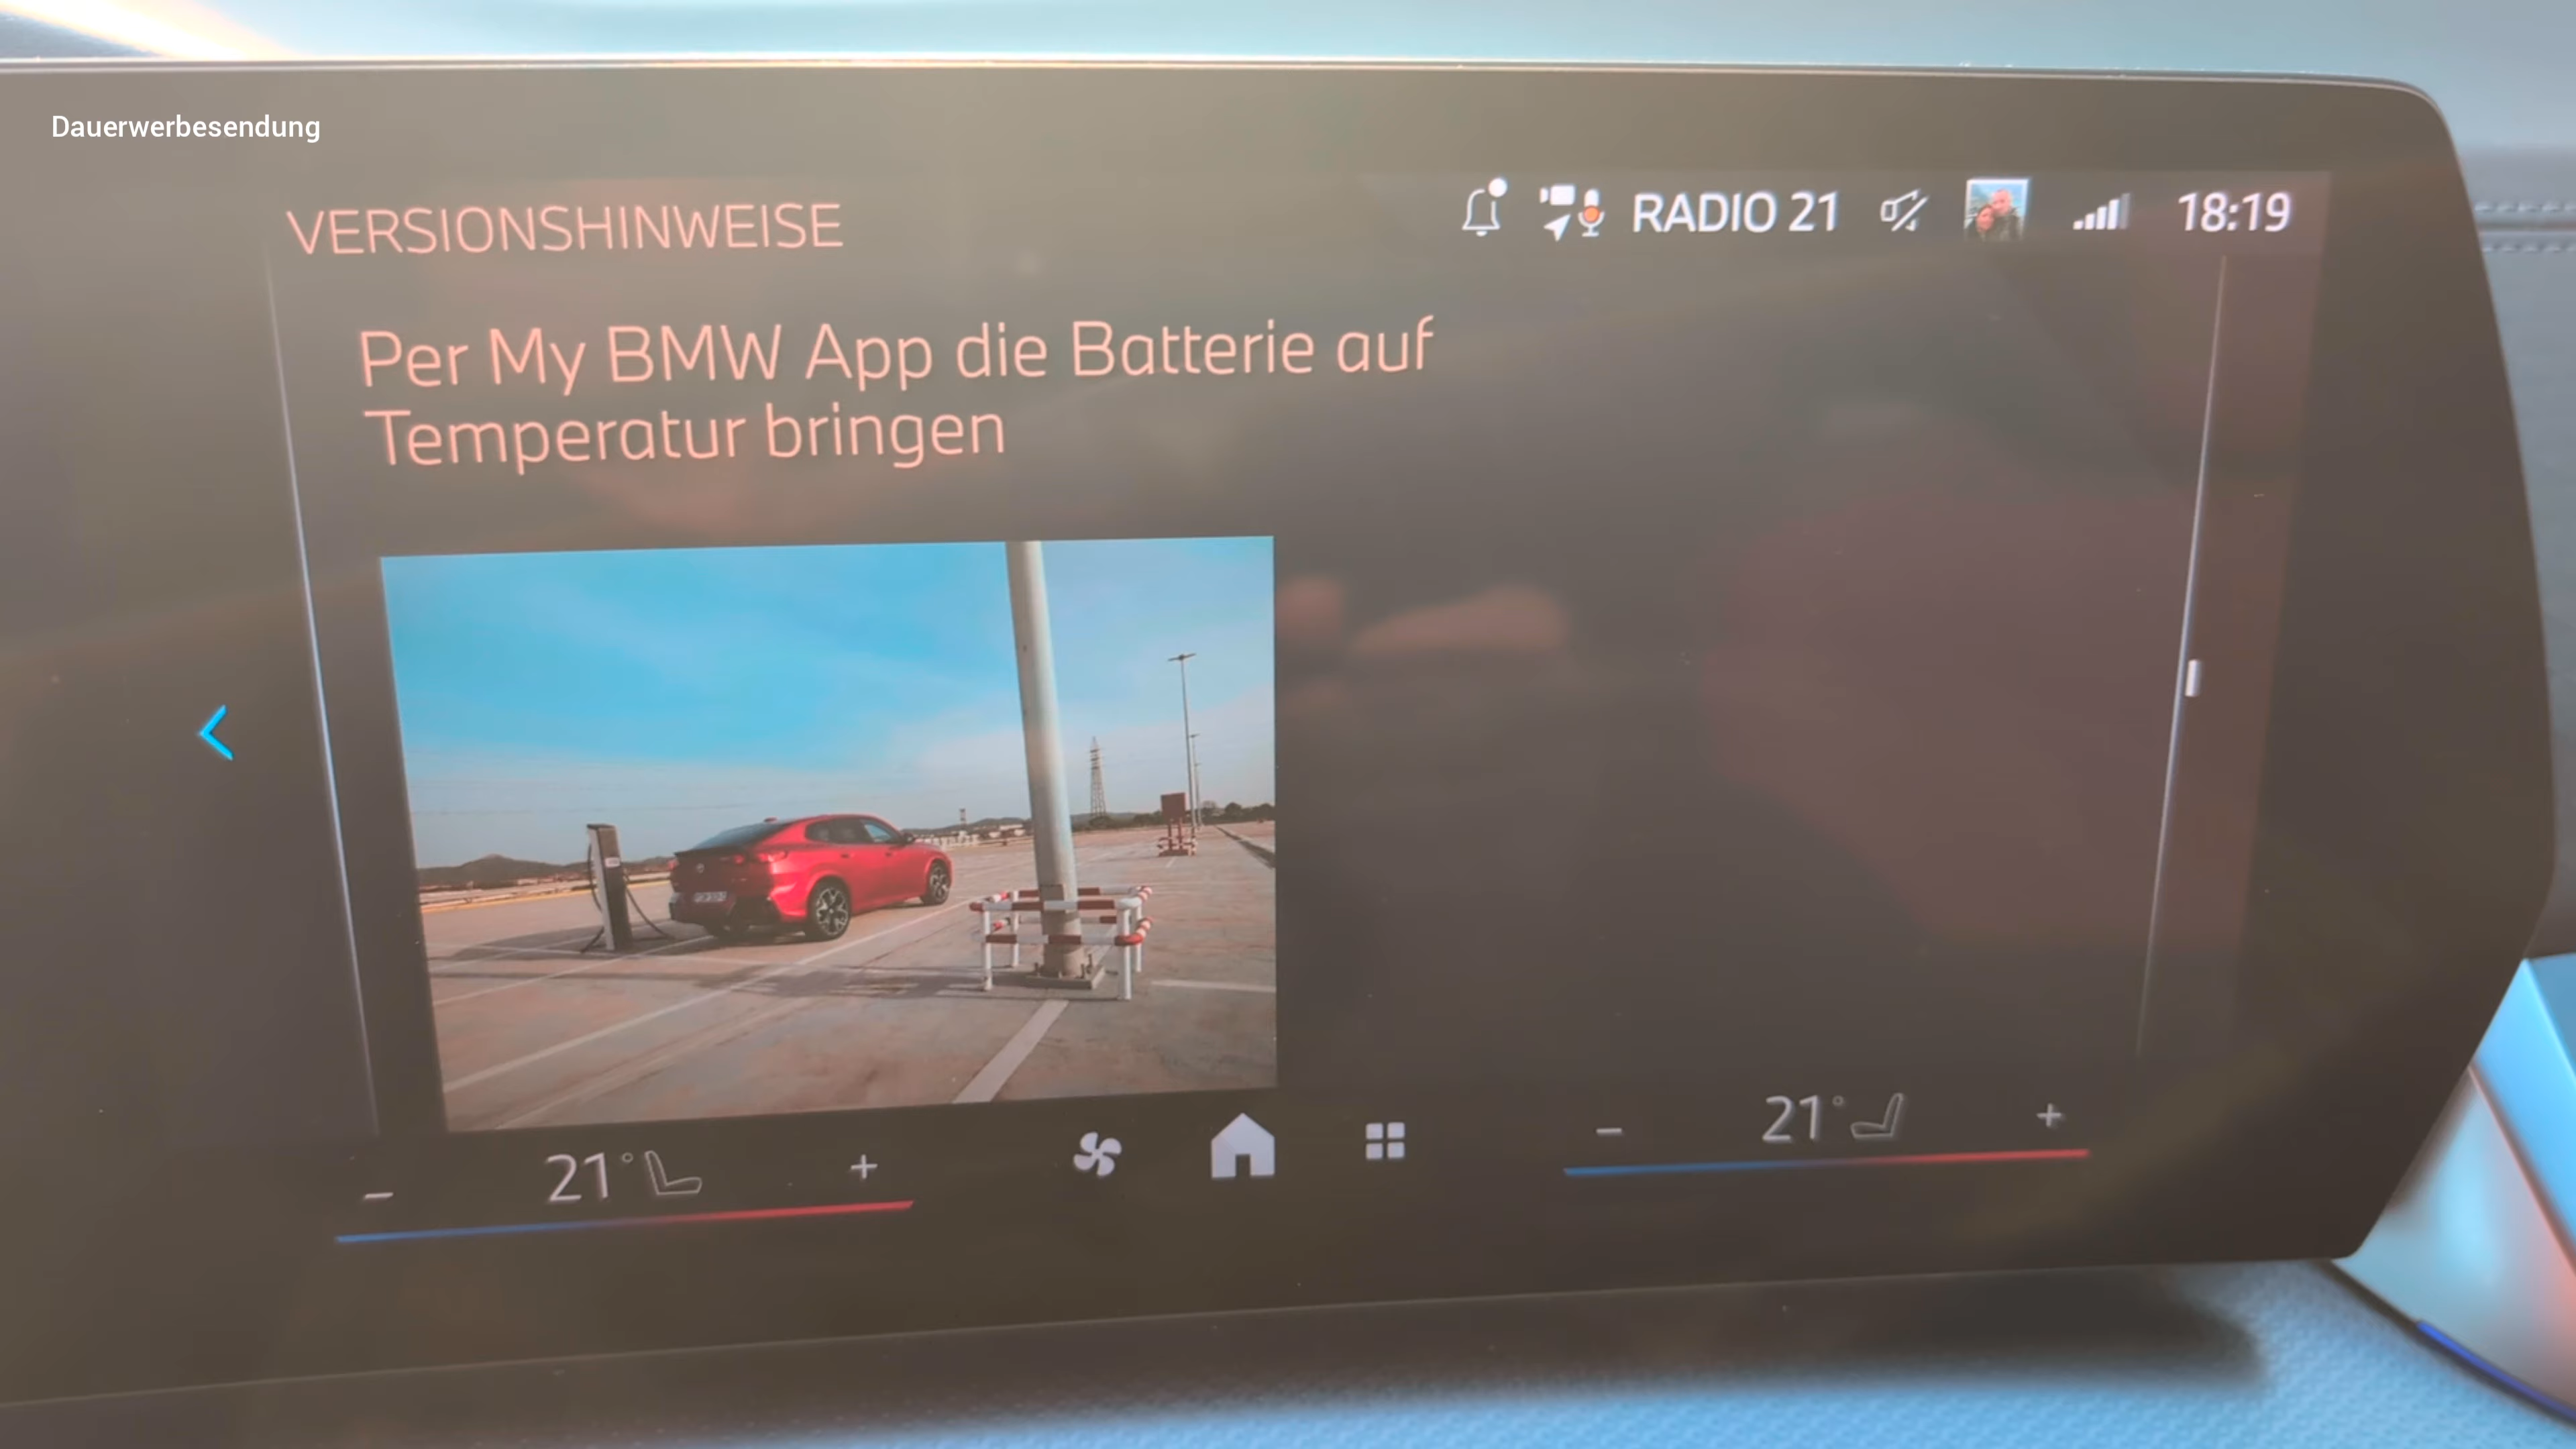 Dauerwerbesendung
VERSIONSHINWEISE
RADIO 21
18:19
Per My BMW App die Batterie auf
Temperatur bringen
− 21° +
− 21° +